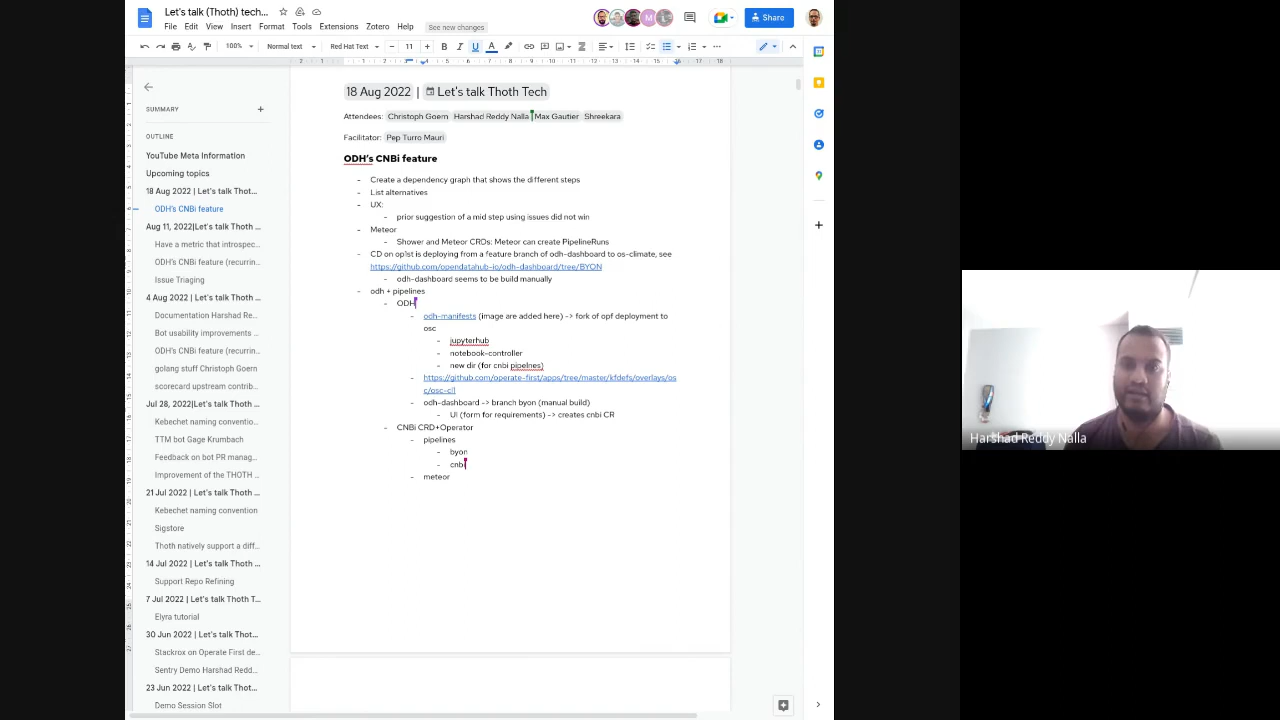 Let's talk (Thoth) tech...
File Edit View Insert Format Tools Extensions Zotero Help
See new changes
M
Share
100%
Normal text
Red Hat Text
11
SUMMARY
OUTLINE
YouTube Meta Information
Upcoming topics
18 Aug 2022 | Let's talk Thot...
ODH's CNBi feature
Aug 11, 2022|Let's talk Thoth ...
Have a metric that introspec...
ODH's CNBi feature (recurrin...
Issue Triaging
4 Aug 2022 | Let's talk Thoth ...
Documentation Harshad Re...
Bot usability improvements ...
ODH's CNBi feature (recurrin...
golang stuff Christoph Goern
scorecard upstream contrib...
Jul 28, 2022|Let's talk Thoth ...
Kebechet naming conventio...
TTM bot Gage Krumbach
Feedback on bot PR manag...
Improvement of the THOTH ...
21 Jul 2022 | Let's talk Thoth ...
Kebechet naming convention
Sigstore
Thoth natively support a diff...
14 Jul 2022 | Let's talk Thoth ...
Support Repo Refining
7 Jul 2022 | Let's talk Thoth T...
Elyra tutorial
30 Jun 2022 | Let's talk Thot...
Stackrox on Operate First de...
Sentry Demo Harshad Redd...
23 Jun 2022 | Let's talk Thot...
Demo Session Slot
18 Aug 2022 | Let's talk Thoth Tech
Attendees: Christoph Goern Harshad Reddy Nalla Max Gautier Shreekara
Facilitator: Pep Turro Mauri
ODH's CNBi feature
- Create a dependency graph that shows the different steps
- List alternatives
- UX:
- prior suggestion of a mid step using issues did not win
- Meteor
- Shower and Meteor CRDs: Meteor can create PipelineRuns
- CD on op1st is deploying from a feature branch of odh-dashboard to os-climate, see
https://github.com/opendatahub-io/odh-dashboard/tree/BYON
- odh-dashboard seems to be build manually
- odh + pipelines
- ODH
- odh-manifests (image are added here) -> fork of opf deployment to
osc
- jupyterhub
- notebook-controller
- new dir (for cnbi pipelnes)
- https://github.com/operate-first/apps/tree/master/kfdefs/overlays/os
c/osc-cl1
- odh-dashboard -> branch byon (manual build)
- UI (form for requirements) -> creates cnbi CR
- CNBi CRD+Operator
- pipelines
- byon
- cnbi
- meteor
Harshad Reddy Nalla